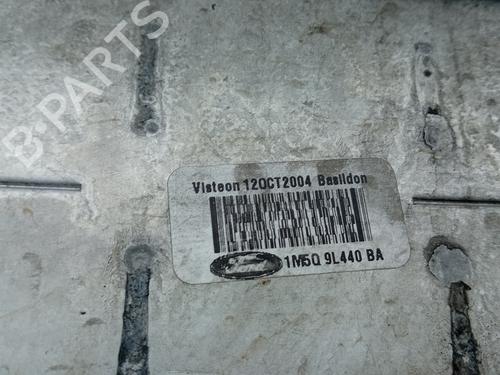 B-PARTS
Visteon 12OCT2004 Basildon
1M5Q 9L440 BA